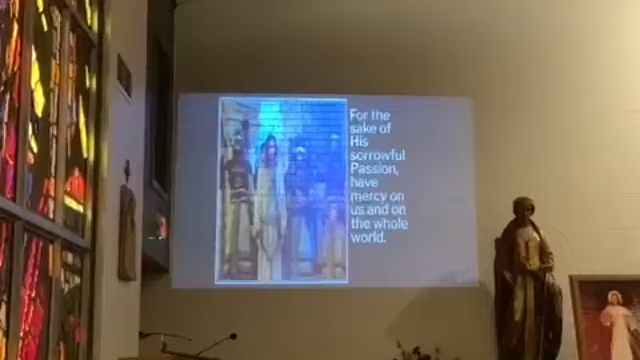 For the
sake of
His
sorrowful
Passion,
have
mercy on
us and on
the whole
world.